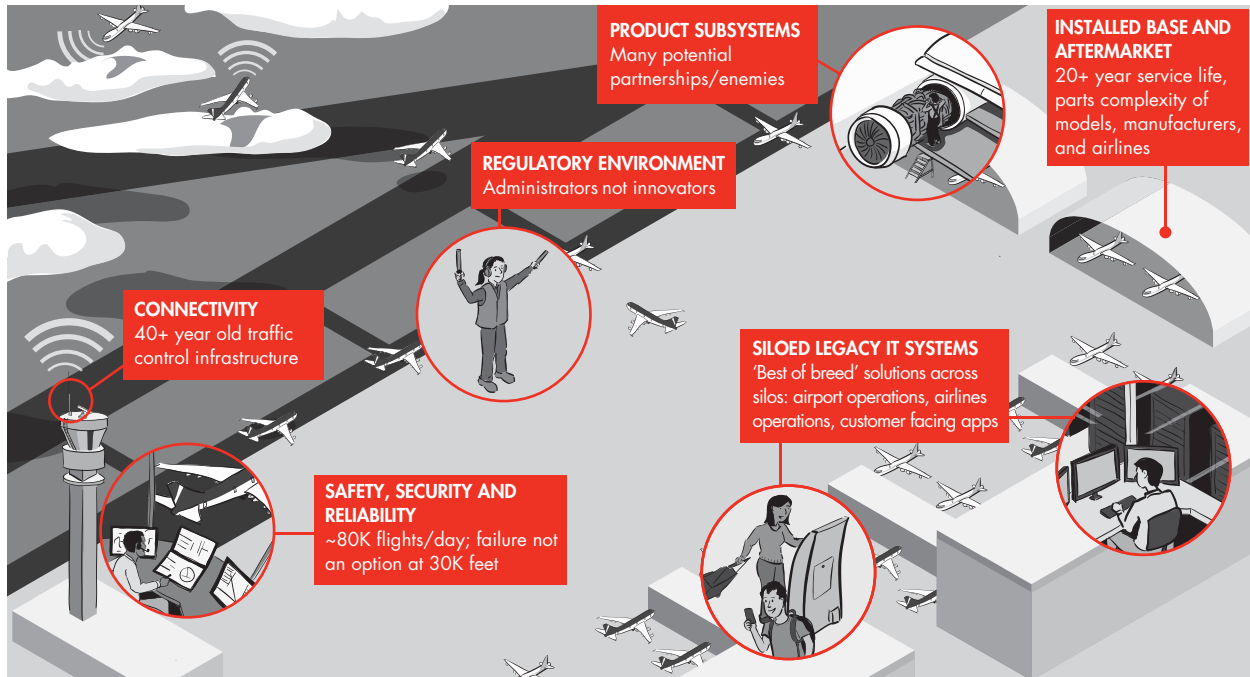 PRODUCT SUBSYSTEMS
Many potential
partnerships/enemies
INSTALLED BASE AND
AFTERMARKET
20+ year service life,
parts complexity of
models, manufacturers,
and airlines
REGULATORY ENVIRONMENT
Administrators not innovators
CONNECTIVITY
40+ year old traffic
control infrastructure
SILOED LEGACY IT SYSTEMS
‘Best of breed’ solutions across
silos: airport operations, airlines
operations, customer facing apps
SAFETY, SECURITY AND
RELIABILITY
~80K flights/day; failure not
an option at 30K feet